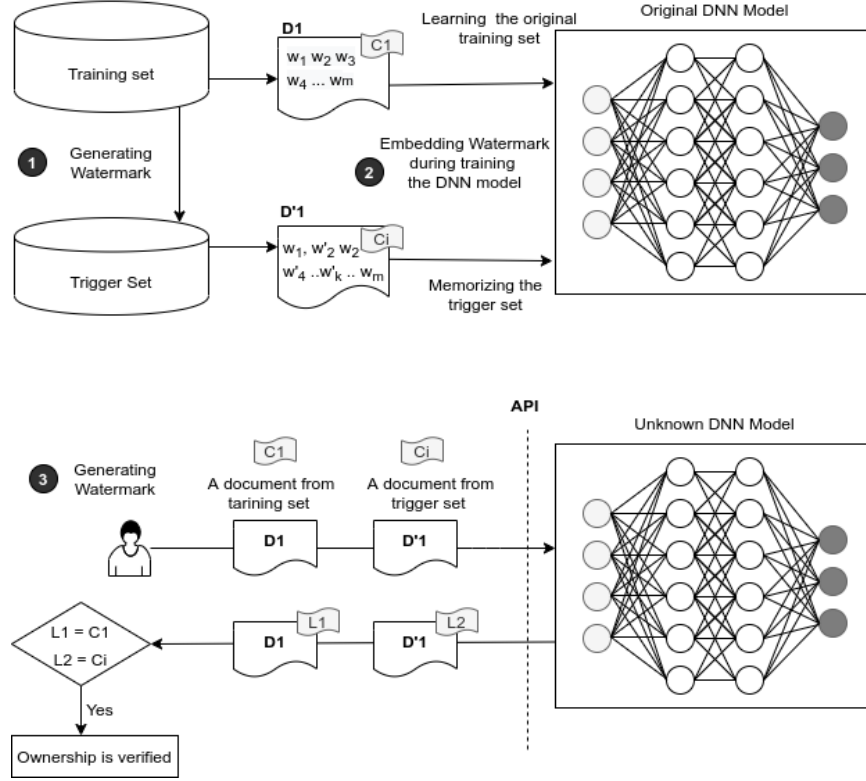 Original DNN Model
Learning the original
training set
D1
C1
w1 w2 w3
w4 ... wm
Training set
1
Generating
Watermark
2
Embedding Watermark
during training
the DNN model
D'1
Ci
w1, w'2 w2
w'4 ..w'k .. wm
Trigger Set
Memorizing the
trigger set
API
Unknown DNN Model
C1
Ci
3
Generating
Watermark
A document from
tarining set
A document from
trigger set
D1
D'1
L1 = C1
L2 = Ci
D1
L1
D'1
L2
Yes
Ownership is verified